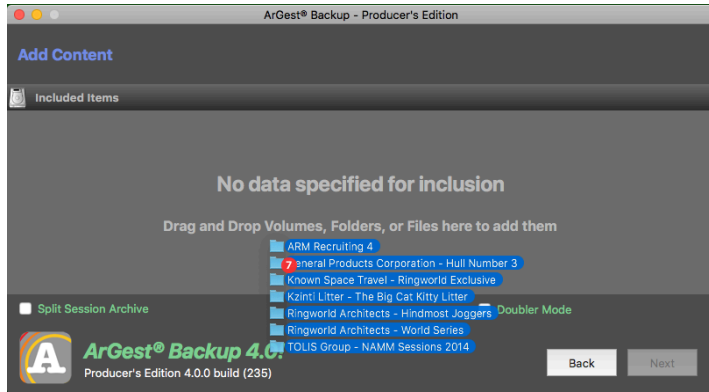 ArGest® Backup - Producer's Edition
Add Content
Included Items
No data specified for inclusion
Drag and Drop Volumes, Folders, or Files here to add them
ARM Recruiting 4
7 eneral Products Corporation - Hull Number 3
Known Space Travel - Ringworld Exclusive
Kzinti Litter - The Big Cat Kitty Litter
Split Session Archive
Ringworld Architects - Hindmost Joggers
Doubler Mode
Ringworld Architects - World Series
ArGest® Backup 4.0.
TOLIS Group - NAMM Sessions 2014
Producer's Edition 4.0.0 build (235)
Back
Next